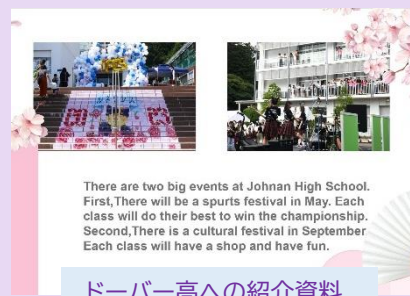 There are two big events at Johnan High School.
First,There will be a spurts festival in May. Each
class will do their best to win the championship.
Second,There is a cultural festival in September
Each class will have a shop and have fun.
ドーバー高への紹介資料